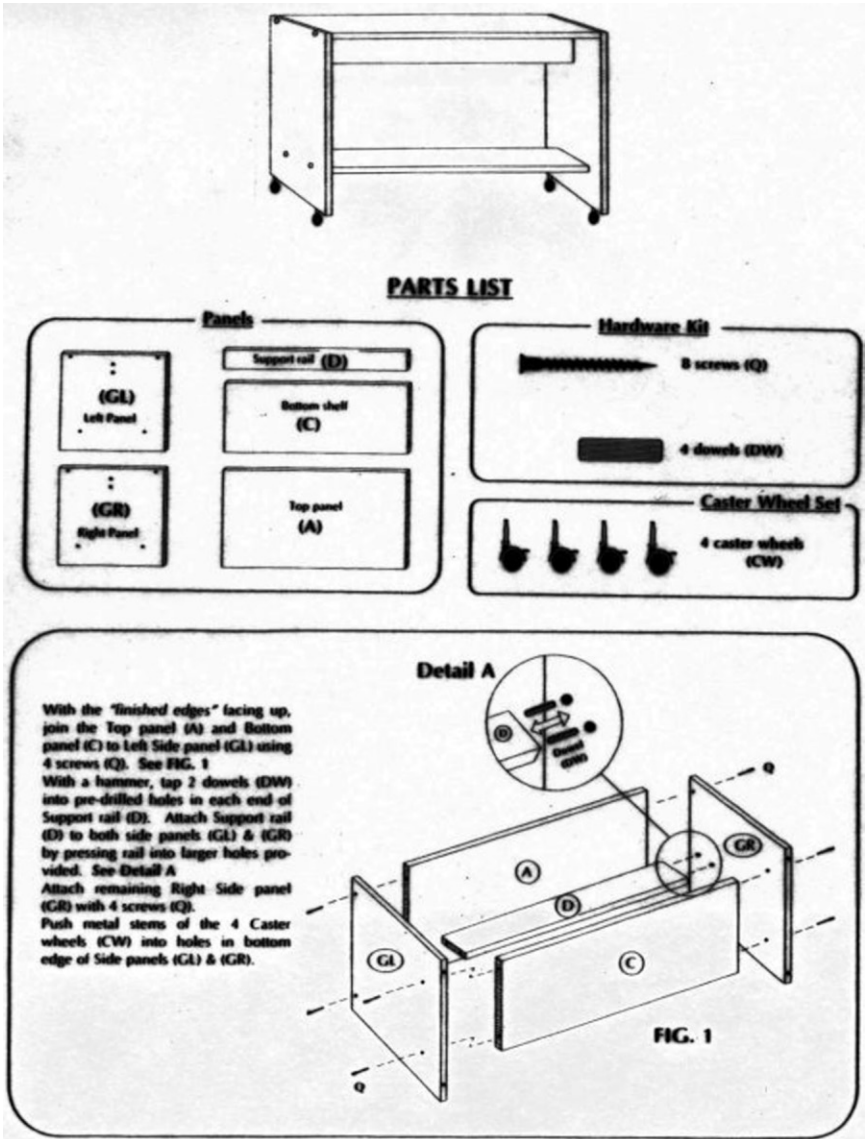 PARTS LIST
Panels
(GL)
Left Panel
Support rail (D)
Bottom shelf
(C)
(GR)
Right Panel
Top panel
(A)
Hardware Kit
8 screws (Q)
4 dowels (DW)
Caster Wheel Set
4 caster wheels
(CW)
With the "finished edges" facing up,
join the Top panel (A) and Bottom
panel (C) to Left Side panel (GL) using
4 screws (Q). See FIG. 1
With a hammer, tap 2 dowels (DW)
into pre-drilled holes in each end of
Support rail (D). Attach Support rail
(D) to both side panels (GL) & (GR)
by pressing rail into larger holes pro-
vided. See Detail A
Attach remaining Right Side panel
(GR) with 4 screws (Q).
Push metal stems of the 4 Caster
wheels (CW) into holes in bottom
edge of Side panels (GL) & (GR).
Detail A
D
Dowel
(DW)
Q
GR
A
D
GL
C
FIG. 1
Q